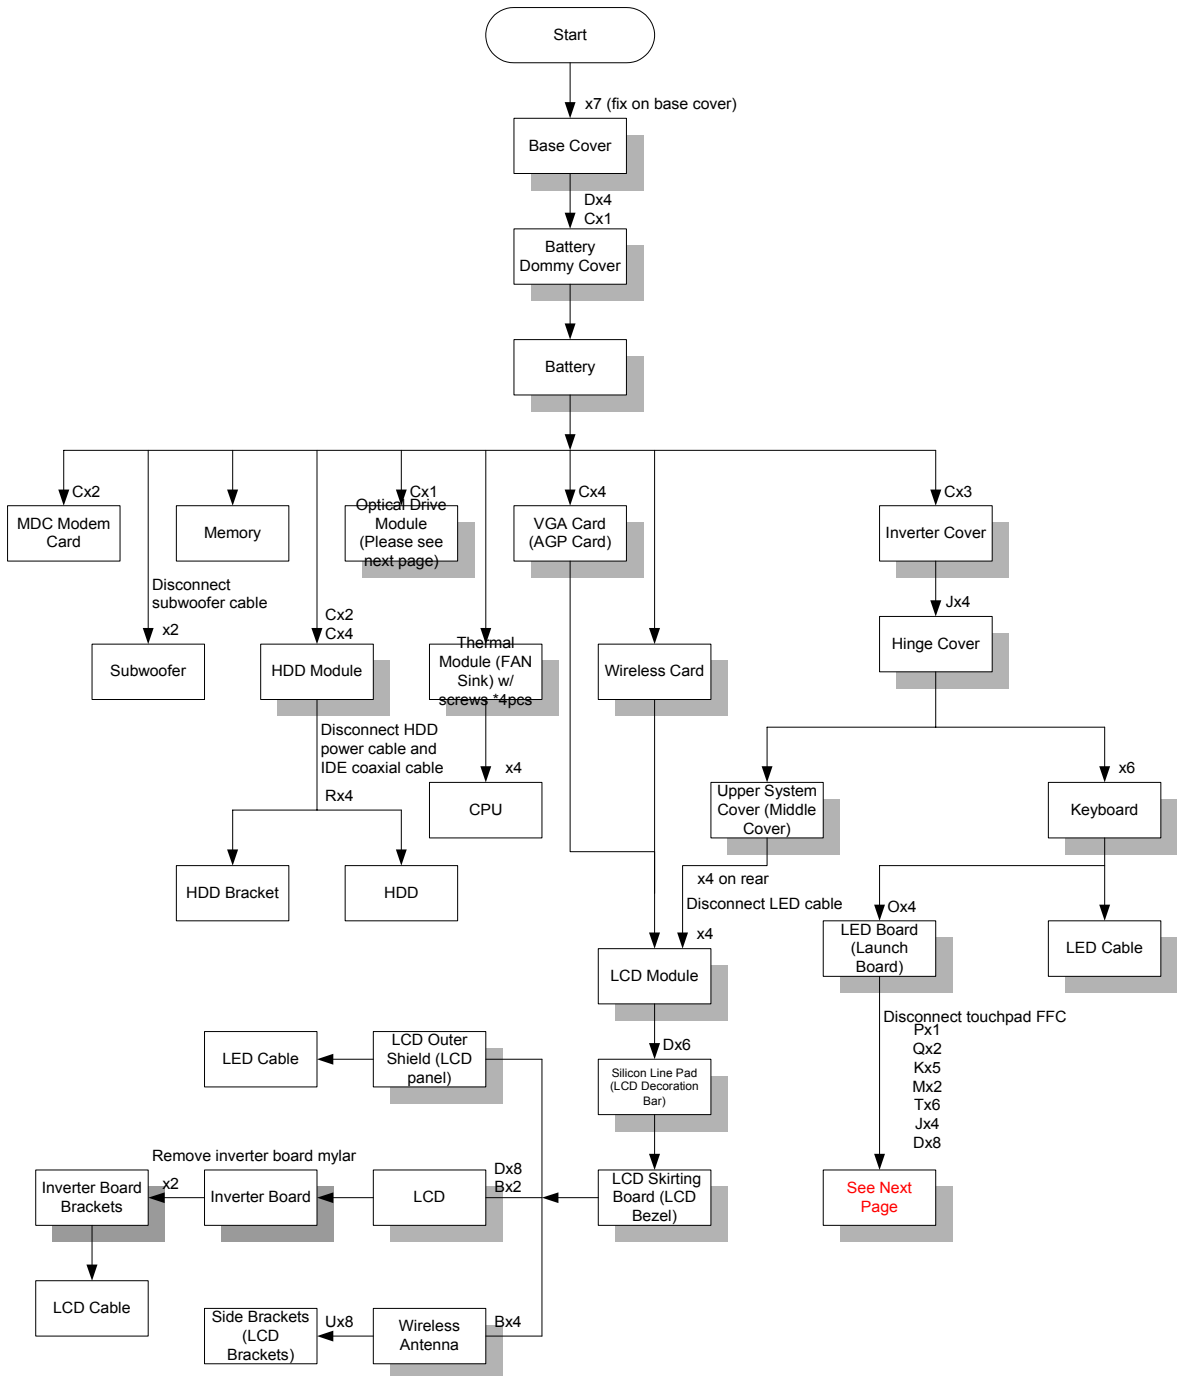 Start
x7 (fix on base cover)
Base Cover
Dx4
Cx1
Battery
Dommy Cover
Battery
Cx2
MDC Modem
Card
Memory
Cx1
Optical Drive
Module
(Please see
next page)
Cx4
VGA Card
(AGP Card)
Cx3
Inverter Cover
Disconnect
subwoofer cable
x2
Subwoofer
Cx2
Cx4
HDD Module
Thermal
Module (FAN
Sink) w/
screws *4pcs
Wireless Card
Jx4
Hinge Cover
Disconnect HDD
power cable and
IDE coaxial cable
Rx4
x4
CPU
Upper System
Cover (Middle
Cover)
x6
Keyboard
HDD Bracket
HDD
x4 on rear
Disconnect LED cable
x4
LCD Module
Ox4
LED Board
(Launch
Board)
LED Cable
Disconnect touchpad FFC
Px1
Qx2
Kx5
Mx2
Tx6
Jx4
Dx8
See Next
Page
Dx6
Silicon Line Pad
(LCD Decoration
Bar)
LCD Skirting
Board (LCD
Bezel)
LED Cable
LCD Outer
Shield (LCD
panel)
Dx8
Bx2
LCD
Remove inverter board mylar
Inverter Board
x2
Inverter Board
Brackets
LCD Cable
Side Brackets
(LCD
Brackets)
Ux8
Wireless
Antenna
Bx4